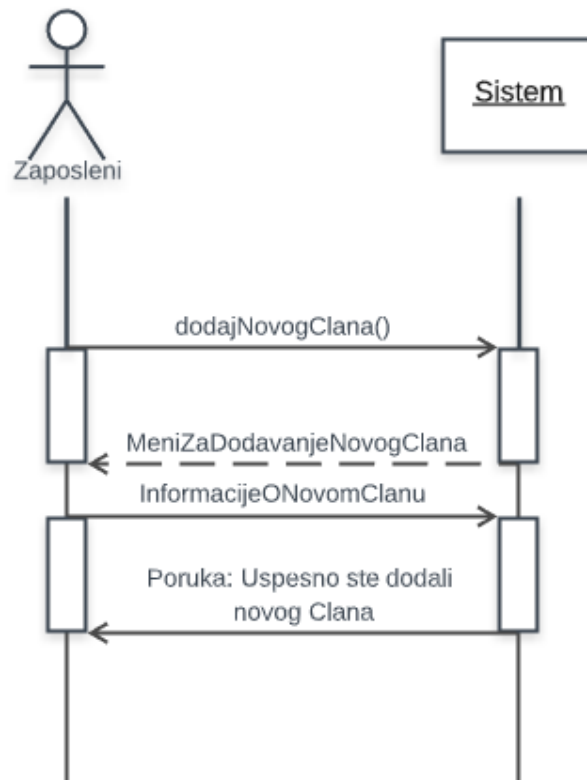 Zaposleni
Sistem
dodajNovogClana()
MeniZaDodavanjeNovogClana
InformacijeONovomClanu
Poruka: Uspesno ste dodali
novog Clana